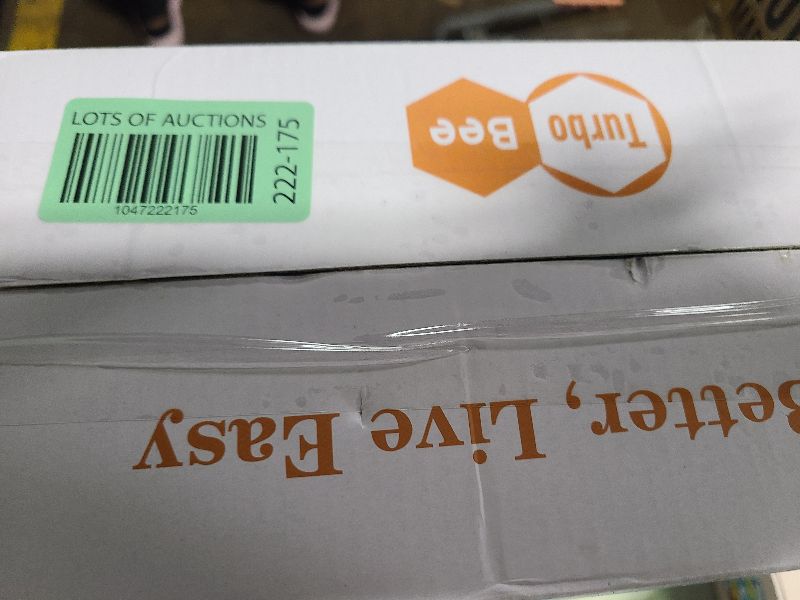 LOTS OF AUCTIONS
1047222175
222-175
Turbo
Bee
Better, Live Easy